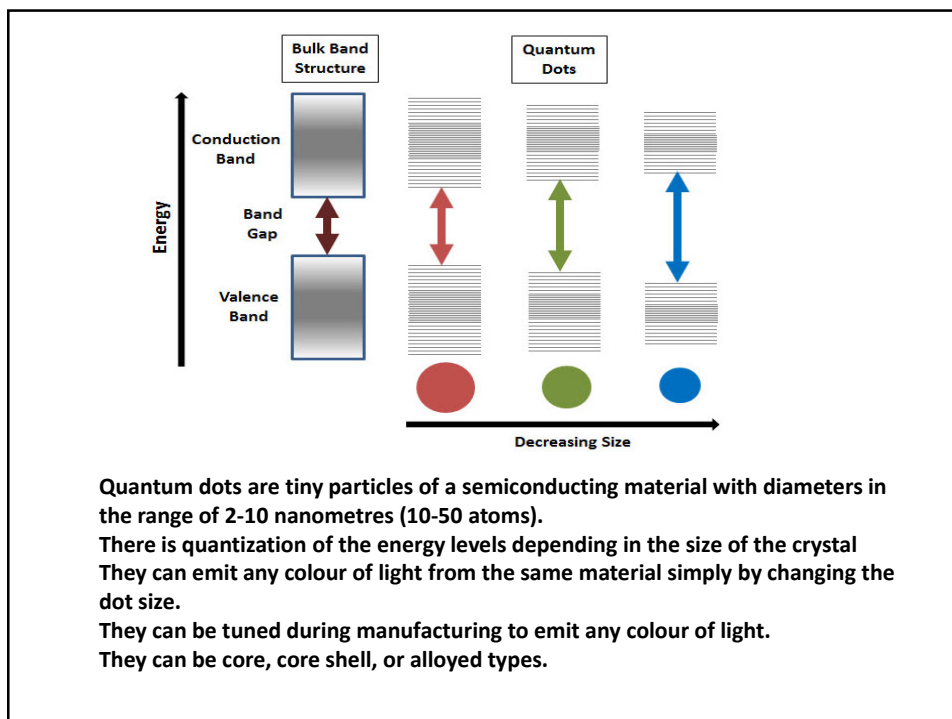 Bulk Band
Structure
Quantum
Dots
Energy
Conduction
Band
Band
Gap
Valence
Band
Decreasing Size
Quantum dots are tiny particles of a semiconducting material with diameters in
the range of 2-10 nanometres (10-50 atoms).
There is quantization of the energy levels depending in the size of the crystal
They can emit any colour of light from the same material simply by changing the
dot size.
They can be tuned during manufacturing to emit any colour of light.
They can be core, core shell, or alloyed types.